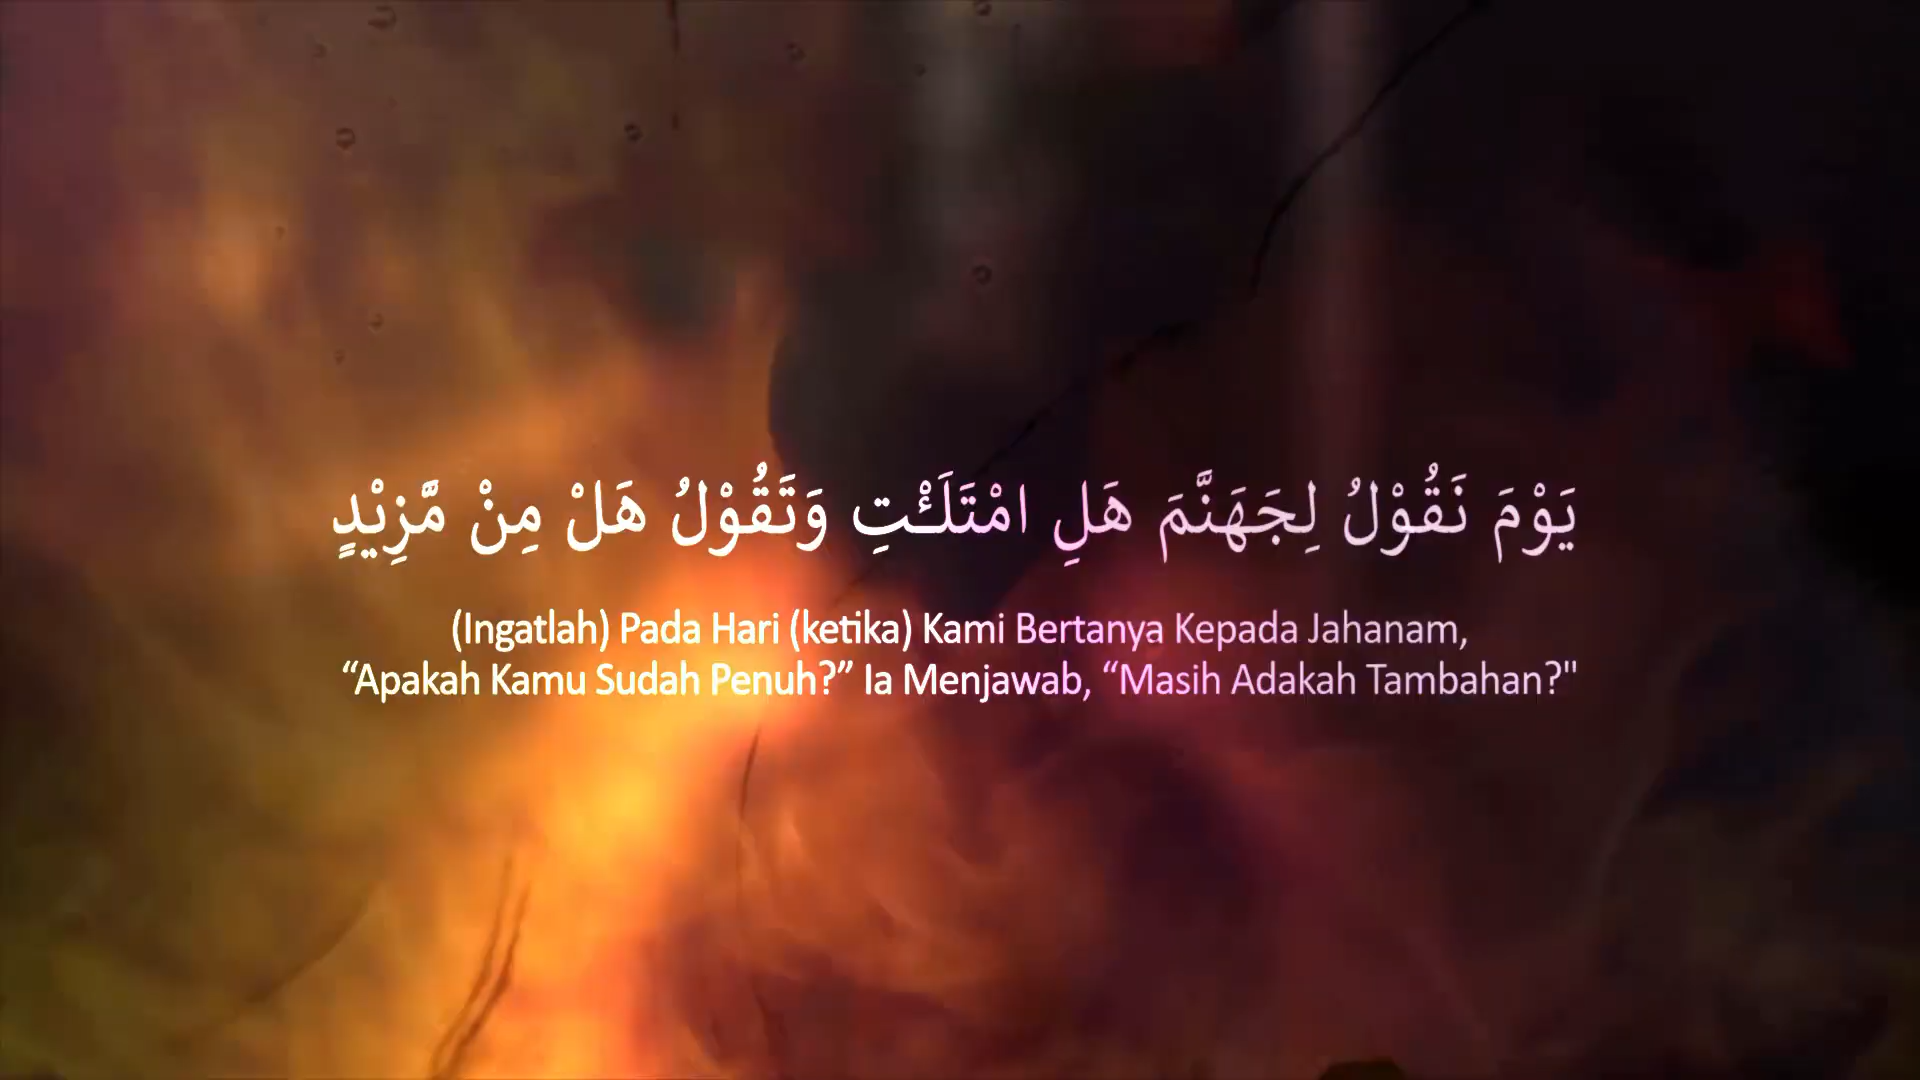 يَوْمَ نَقُوْلُ لِجَهَنَّمَ هَلِ امْتَلَـْٔتِ وَتَقُوْلُ هَلْ مِنْ مَّزِيْدٍ
(Ingatlah) Pada Hari (ketika) Kami Bertanya Kepada Jahanam,
“Apakah Kamu Sudah Penuh?” Ia Menjawab, “Masih Adakah Tambahan?"